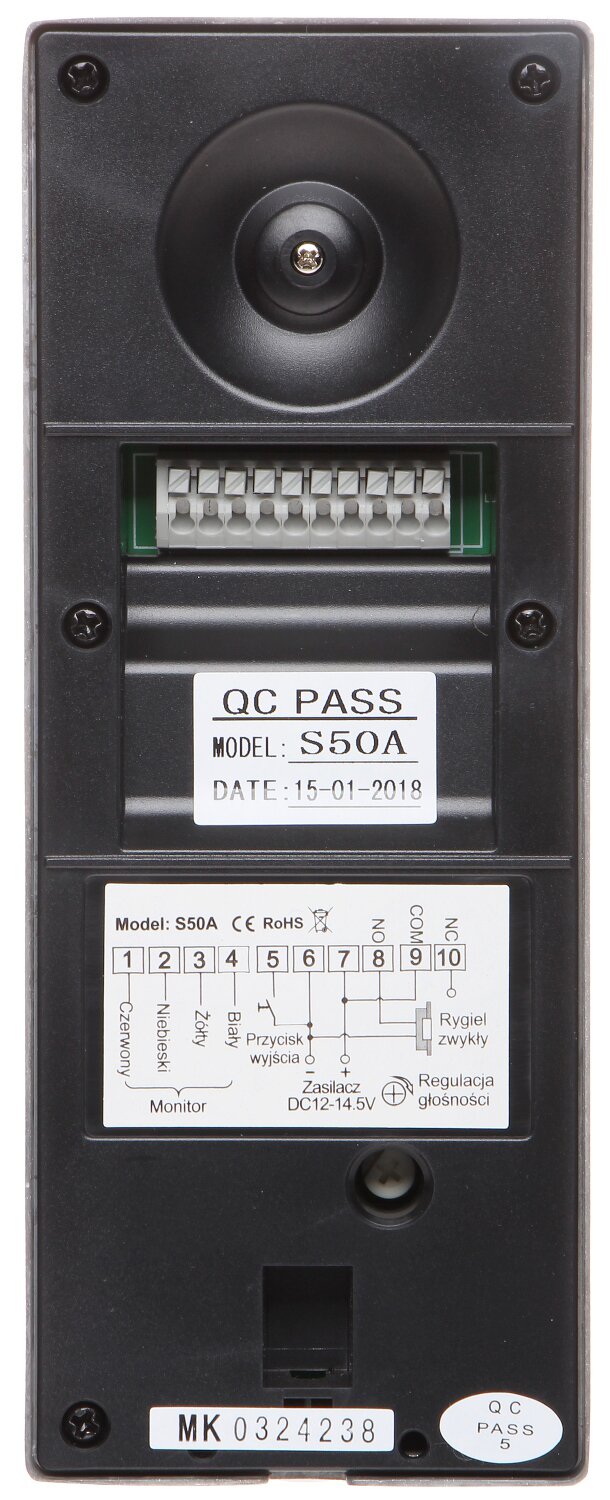 QC PASS
MODEL: S50A
DATE: 15-01-2018
Model: S50A CE RoHS
NO COM NC
1 2 3 4 5 6 7 8 9 10
Czerwony
Niebieski
Żółty
Biały
Monitor
Przycisk
wyjścia
- +
Zasilacz
DC12-14.5V
Rygiel
zwykły
Regulacja
głośności
MK 0324238
QC
PASS
5